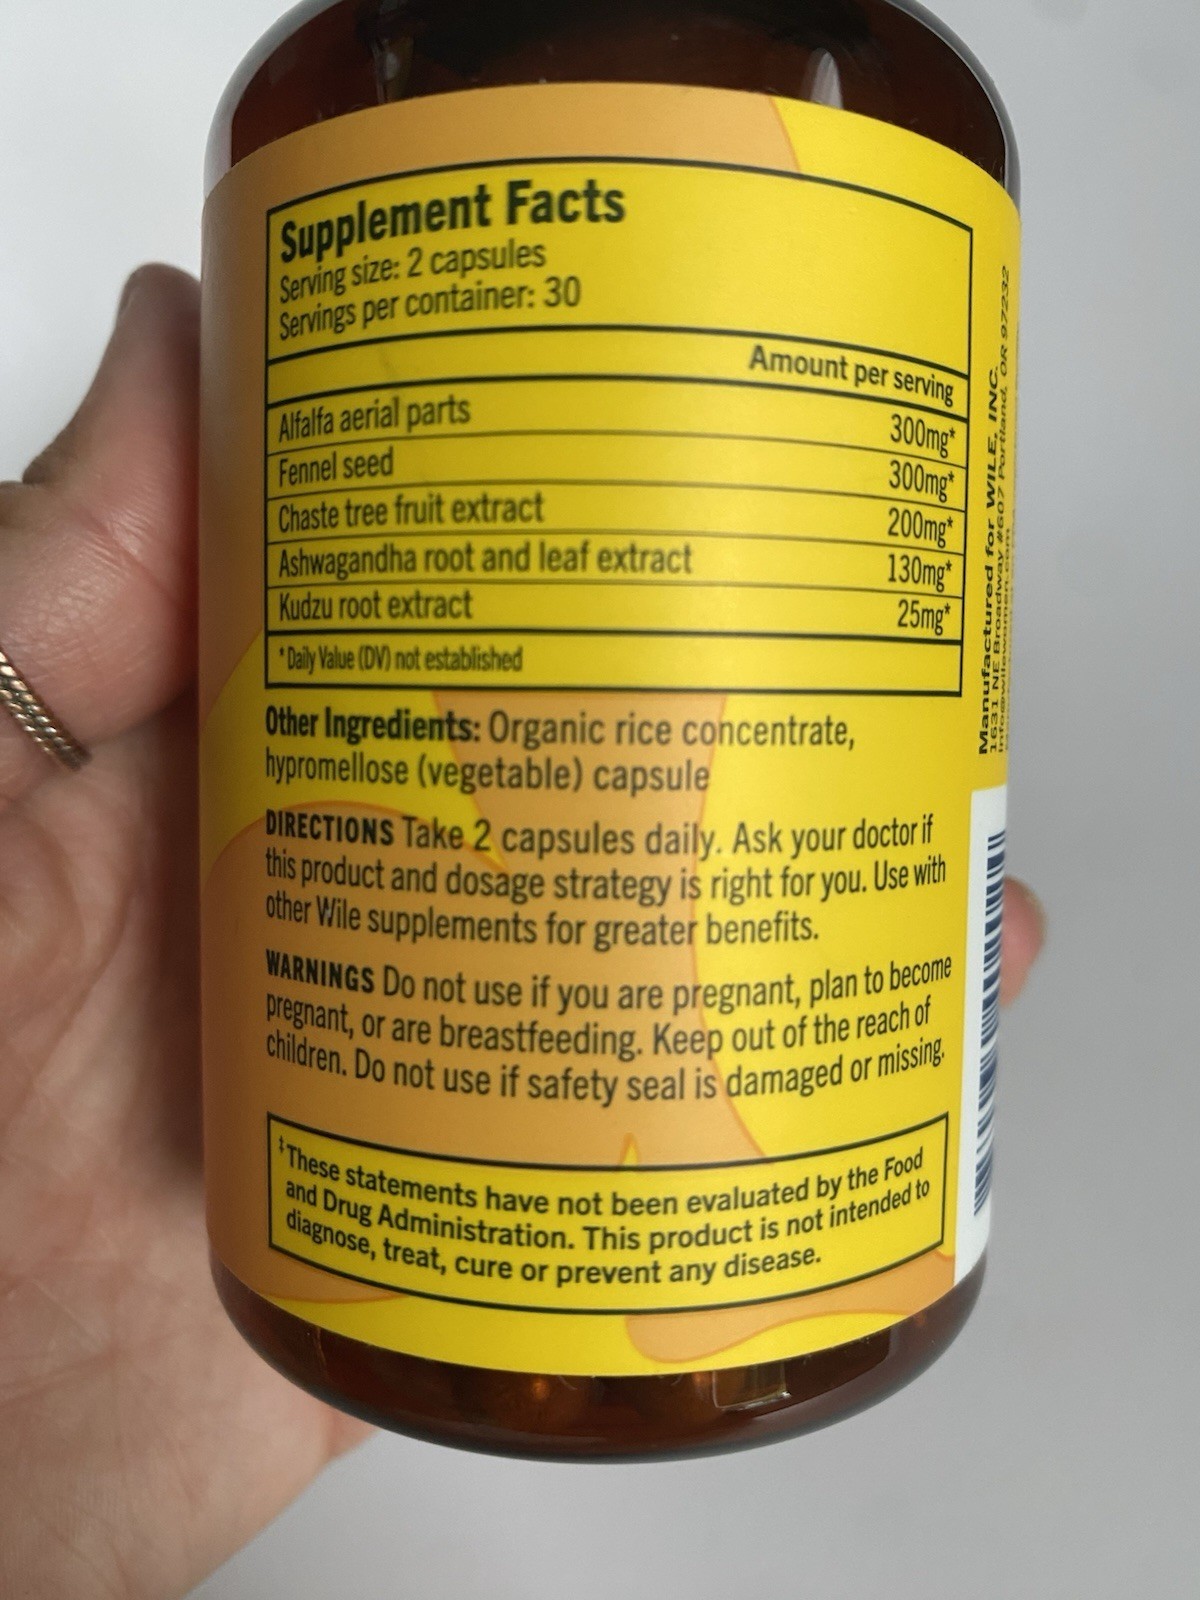 Supplement Facts
Serving size: 2 capsules
Servings per container: 30
Amount per serving
Alfalfa aerial parts 300mg*
Fennel seed 300mg*
Chaste tree fruit extract 200mg*
Ashwagandha root and leaf extract 130mg*
Kudzu root extract 25mg*
*Daily Value (DV) not established
Other Ingredients: Organic rice concentrate,
hypromellose (vegetable) capsule
DIRECTIONS Take 2 capsules daily. Ask your doctor if
this product and dosage strategy is right for you. Use with
other Wile supplements for greater benefits.
WARNINGS Do not use if you are pregnant, plan to become
pregnant, or are breastfeeding. Keep out of the reach of
children. Do not use if safety seal is damaged or missing.
‡These statements have not been evaluated by the Food
and Drug Administration. This product is not intended to
diagnose, treat, cure or prevent any disease.
Manufactured for WILE, INC.
1631 NE Broadway #607 Portland, OR 97232
info@wilewomen.com